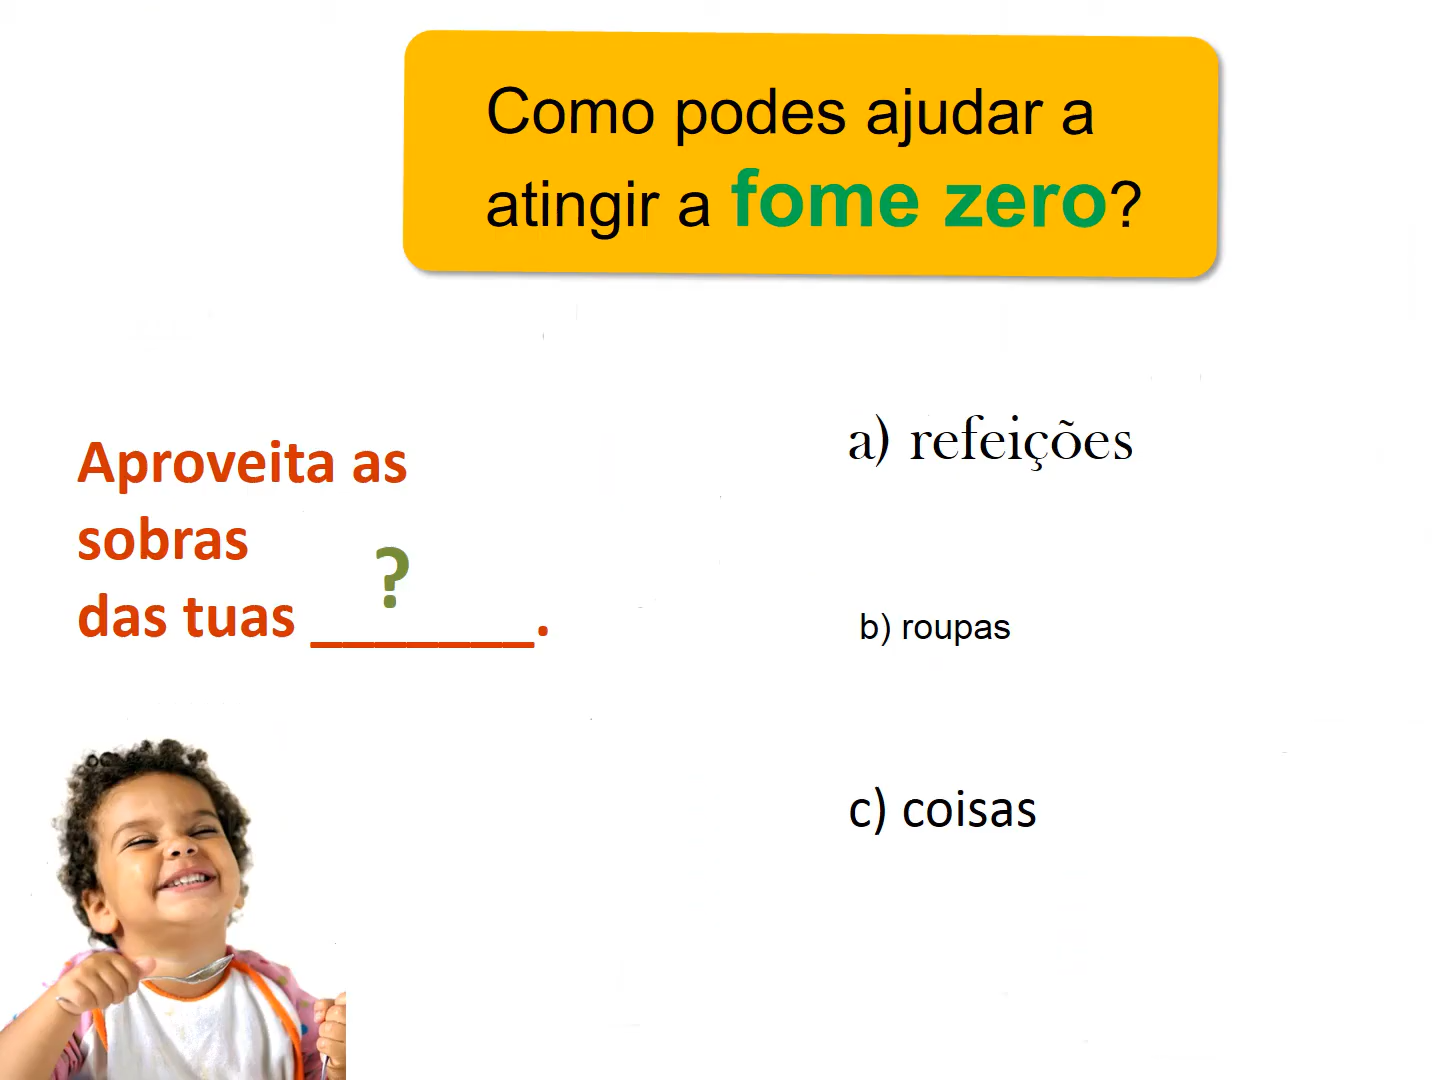 Como podes ajudar a
atingir a fome zero?
Aproveita as
sobras
?
das tuas _______.
a) refeições
b) roupas
c) coisas